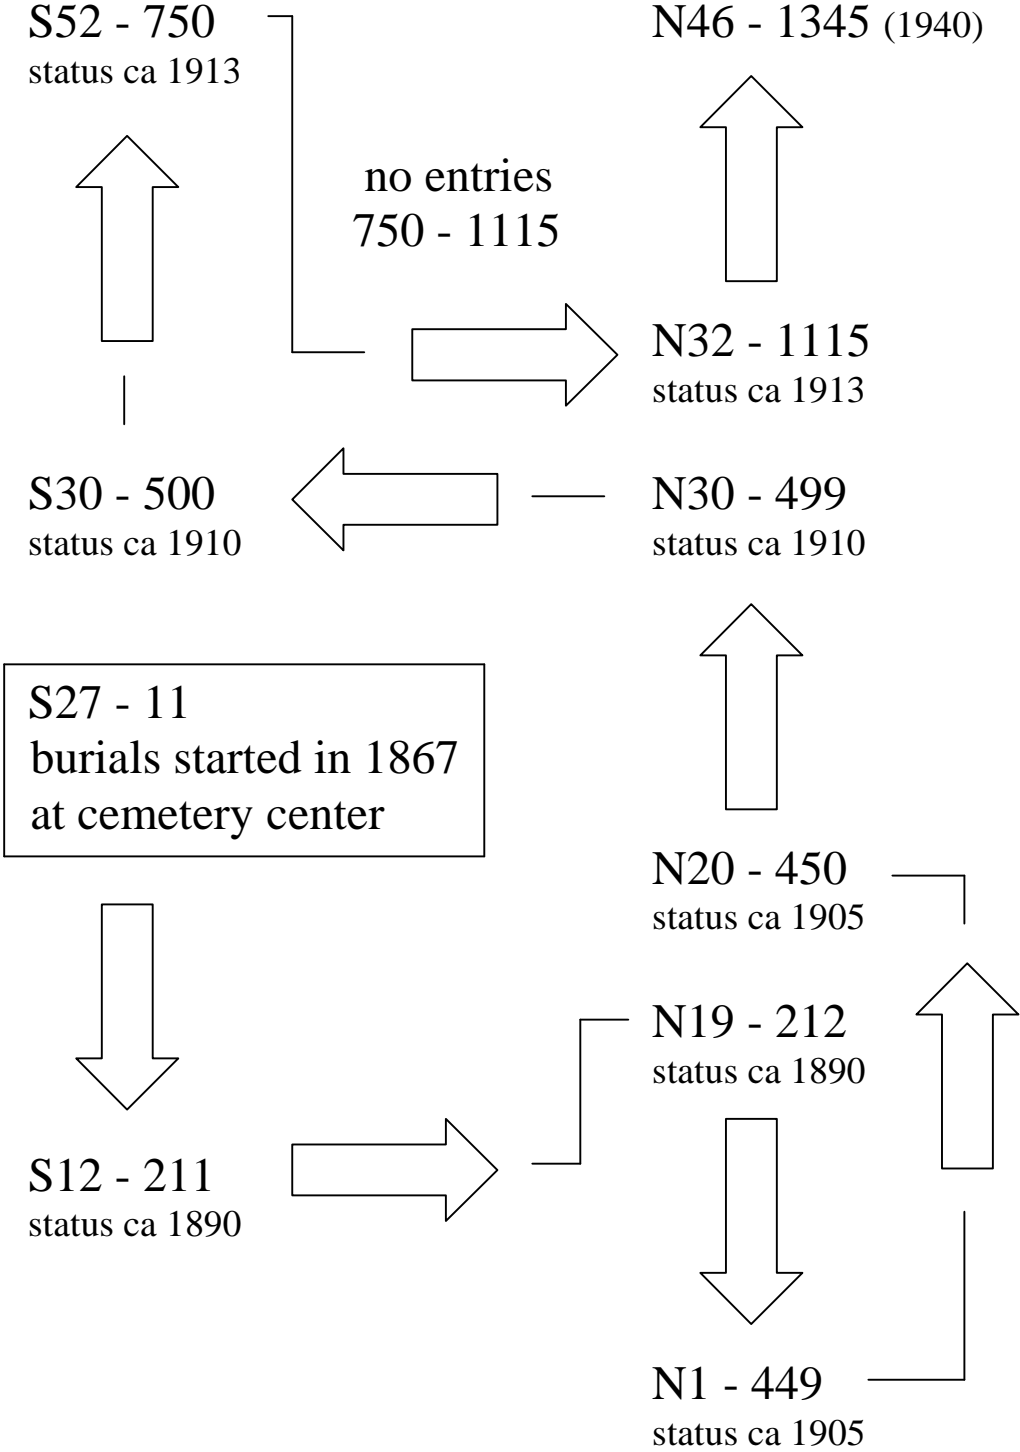 S52 - 750
status ca 1913
N46 - 1345 (1940)
no entries
750 - 1115
N32 - 1115
status ca 1913
S30 - 500
status ca 1910
N30 - 499
status ca 1910
S27 - 11
burials started in 1867
at cemetery center
N20 - 450
status ca 1905
N19 - 212
status ca 1890
S12 - 211
status ca 1890
N1 - 449
status ca 1905